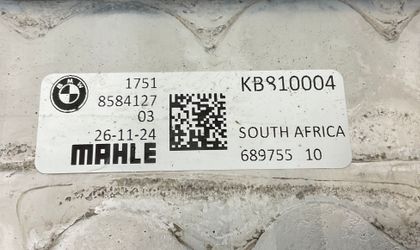 BMW
1751
8584127
03
26-11-24
MAHLE
KB810004
SOUTH AFRICA
689755 10